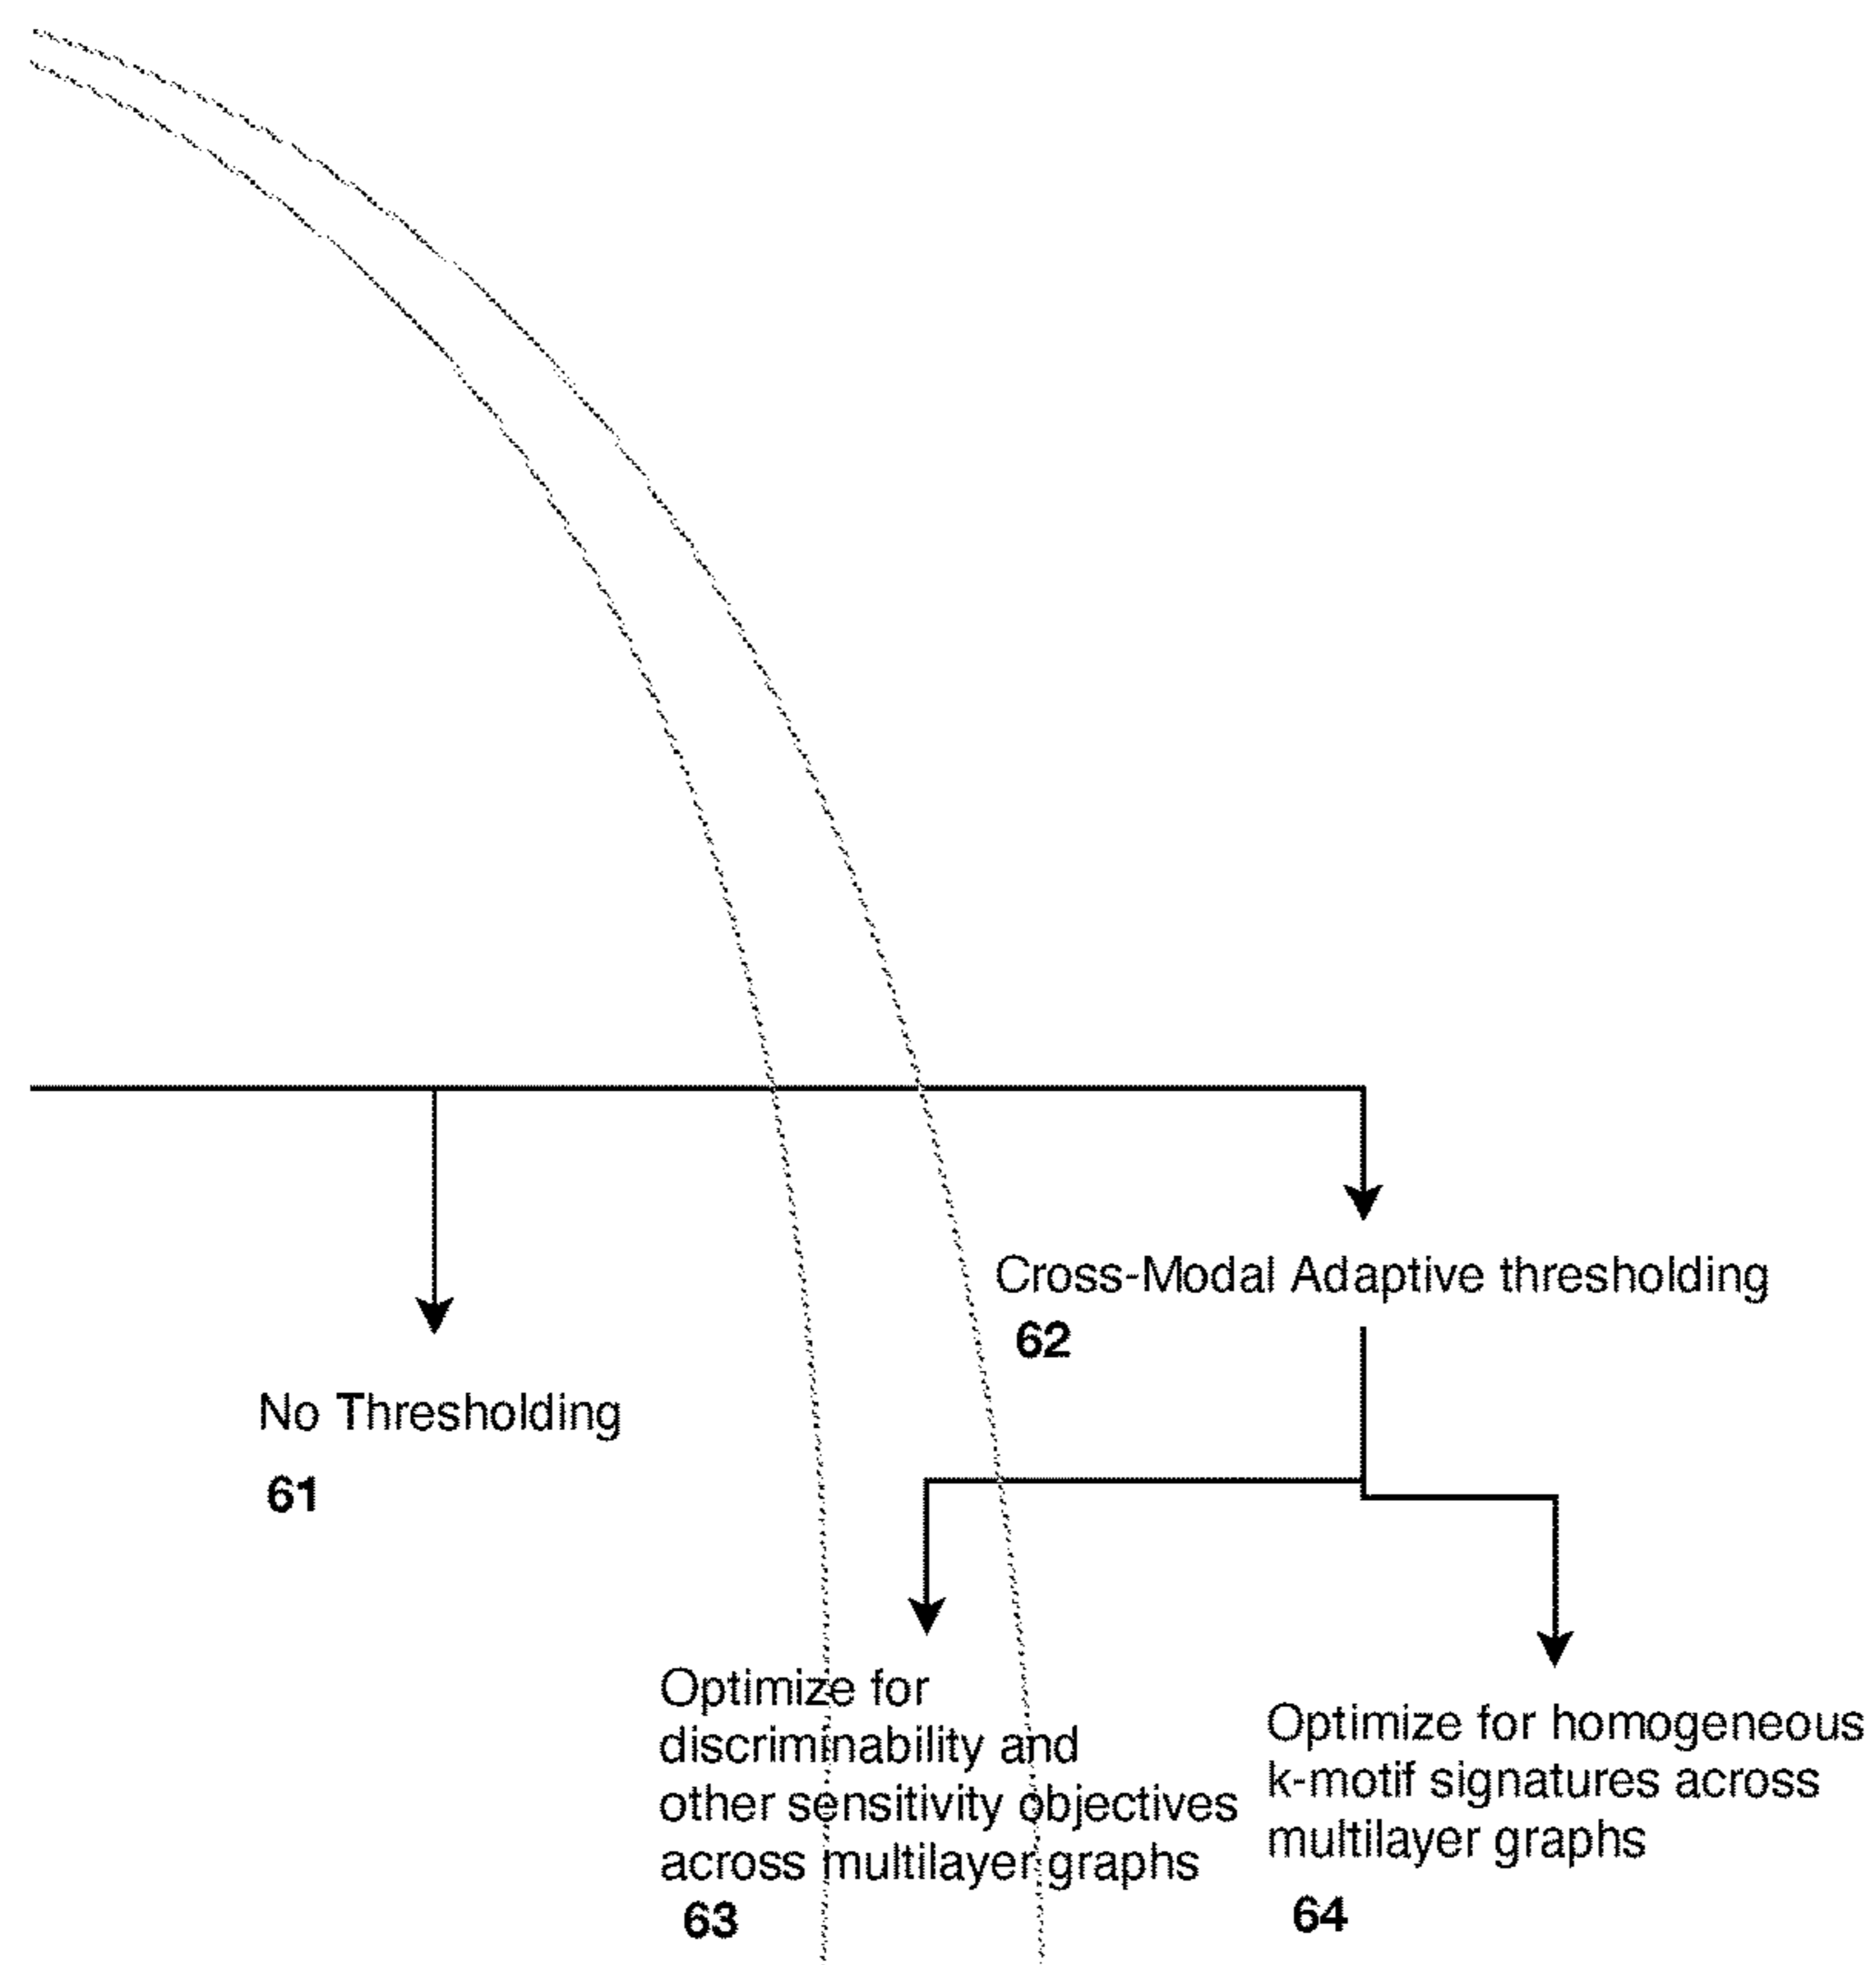 Cross-Modal Adaptive thresholding
62
No Thresholding
61
Optimize for
discriminability and
other sensitivity objectives
across multilayer graphs
63
Optimize for homogeneous
k-motif signatures across
multilayer graphs
64